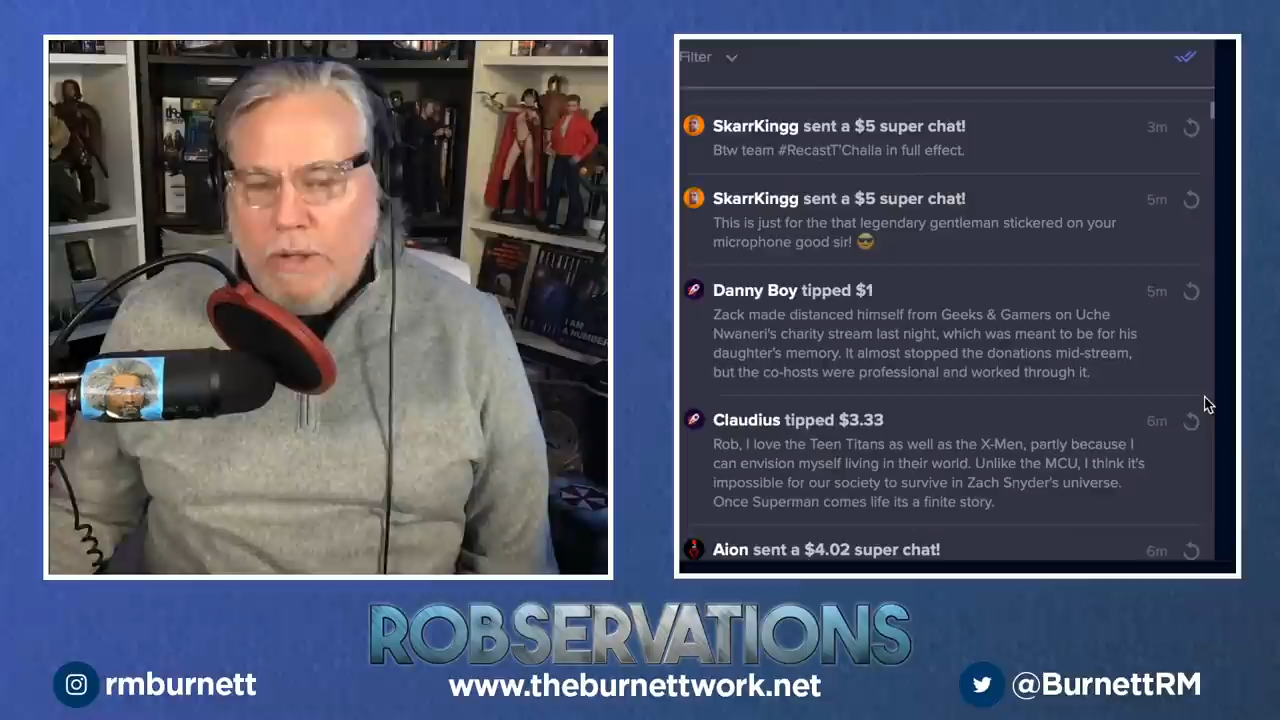 Filter
SkarrKingg sent a $5 super chat!
3m
Btw team #RecastT'Challa in full effect.
SkarrKingg sent a $5 super chat!
5m
This is just for the that legendary gentleman stickered on your
microphone good sir! 😎
Danny Boy tipped $1
5m
Zack made distanced himself from Geeks & Gamers on Uche
Nwaneri's charity stream last night, which was meant to be for his
daughter's memory. It almost stopped the donations mid-stream,
but the co-hosts were professional and worked through it.
Claudius tipped $3.33
6m
Rob, I love the Teen Titans as well as the X-Men, partly because I
can envision myself living in their world. Unlike the MCU, I think it's
impossible for our society to survive in Zach Snyder's universe.
Once Superman comes life its a finite story.
Aion sent a $4.02 super chat!
6m
I AM
A NUMBER
ROBSERVATIONS
rmburnett
www.theburnettwork.net
@BurnettRM